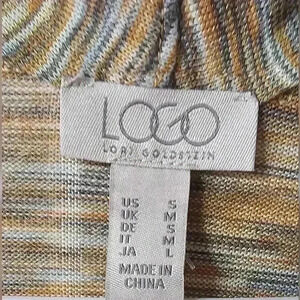 LOGO
LORI GOLDSTEIN
US S
UK M
DE S
IT M
JA L
MADE IN
CHINA